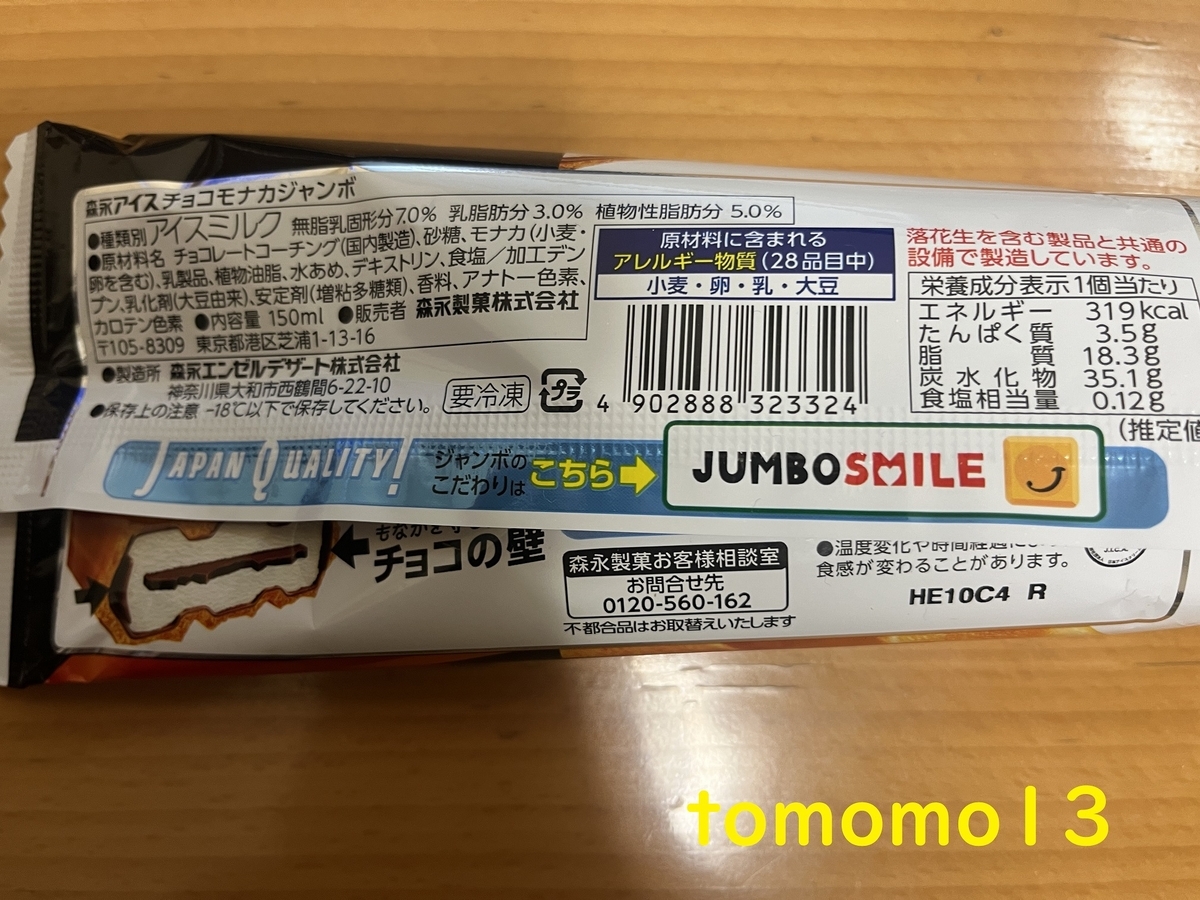 森永アイスチョコモナカジャンボ
●種類別 アイスミルク 無脂乳固形分7.0% 乳脂肪分3.0% 植物性脂肪分 5.0%
●原材料名 チョコレートコーチング(国内製造)、砂糖、モナカ(小麦・
卵を含む)、乳製品、植物油脂、水あめ、デキストリン、食塩/加工デン
プン、乳化剤(大豆由来)、安定剤(増粘多糖類)、香料、アナトー色素、
カロテン色素 ●内容量 150ml ●販売者 森永製菓株式会社
〒105-8309 東京都港区芝浦1-13-16
●製造所 森永エンゼルデザート株式会社
神奈川県大和市西鶴間6-22-10
●保存上の注意 -18℃以下で保存してください。
要冷凍
プラ
原材料に含まれる
アレルギー物質(28品目中)
小麦・卵・乳・大豆
4 902888 323324
落花生を含む製品と共通の
設備で製造しています。
栄養成分表示1個当たり
エネルギー 319kcal
たんぱく質 3.5g
脂質 18.3g
炭水化物 35.1g
食塩相当量 0.12g
(推定値
JAPAN QUALITY!
ジャンボの
こだわりは
こちら
JUMBO SMILE
チョコの壁
森永製菓お客様相談室
お問合せ先
0120-560-162
不都合品はお取替えいたします
●温度変化や時間経過に
食感が変わることがあります。
HE10C4 R
tomomo13